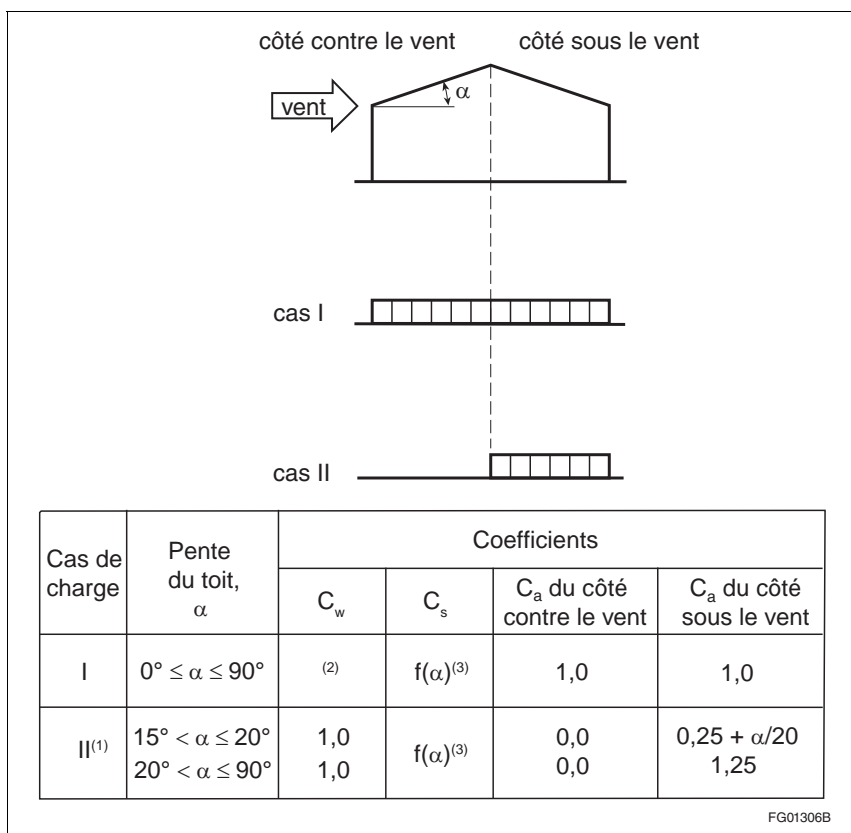 côté contre le vent côté sous le vent
vent
α
cas I
cas II
Cas de charge
Pente du toit, α
Coefficients
C_w
C_s
C_a du côté contre le vent
C_a du côté sous le vent
I 0° ≤ α ≤ 90° (2) f(α)(3) 1,0 1,0
II(1) 15° < α ≤ 20° 1,0 f(α)(3) 0,0 0,25 + α/20
20° < α ≤ 90° 1,0 0,0 1,25
FG01306B